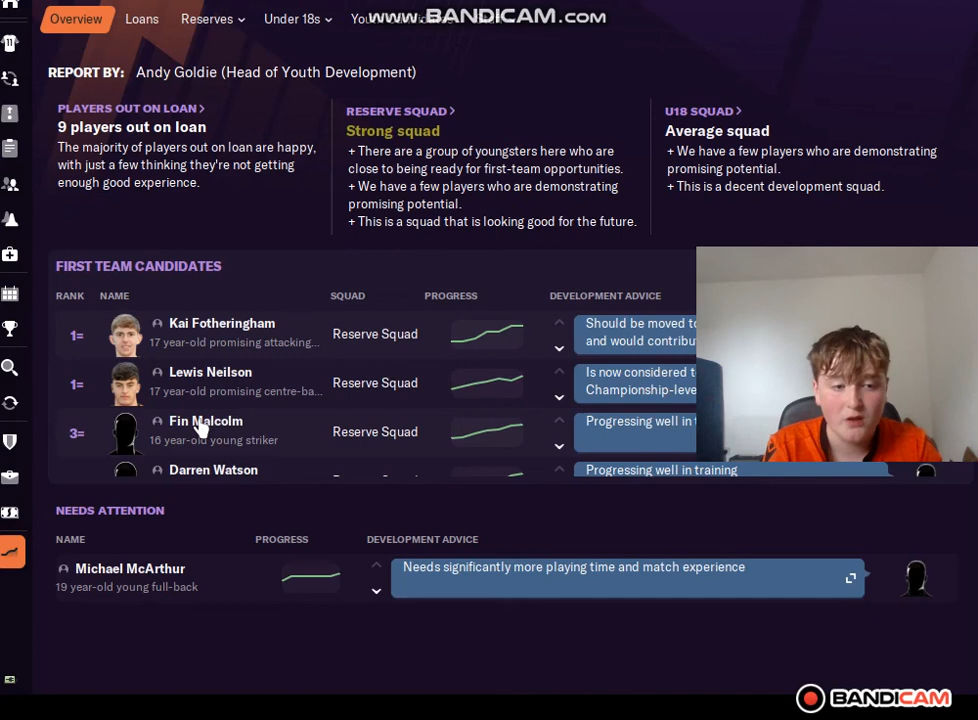 www.BANDICAM.com
Overview
Loans
Reserves
Under 18s
REPORT BY: Andy Goldie (Head of Youth Development)
PLAYERS OUT ON LOAN >
9 players out on loan
The majority of players out on loan are happy,
with just a few thinking they're not getting
enough good experience.
RESERVE SQUAD >
Strong squad
+ There are a group of youngsters here who are
close to being ready for first-team opportunities.
+ We have a few players who are demonstrating
promising potential.
+ This is a squad that is looking good for the future.
U18 SQUAD >
Average squad
+ We have a few players who are demonstrating
promising potential.
+ This is a decent development squad.
FIRST TEAM CANDIDATES
RANK NAME SQUAD PROGRESS DEVELOPMENT ADVICE
1= Kai Fotheringham
17 year-old promising attacking...
Reserve Squad
Should be moved to
and would contribu
1= Lewis Neilson
17 year-old promising centre-ba...
Reserve Squad
Is now considered t
Championship-leve
3= Fin Malcolm
16 year-old young striker
Reserve Squad
Progressing well in
Darren Watson
Progressing well in training
NEEDS ATTENTION
NAME PROGRESS DEVELOPMENT ADVICE
Michael McArthur
19 year-old young full-back
Needs significantly more playing time and match experience
BANDICAM